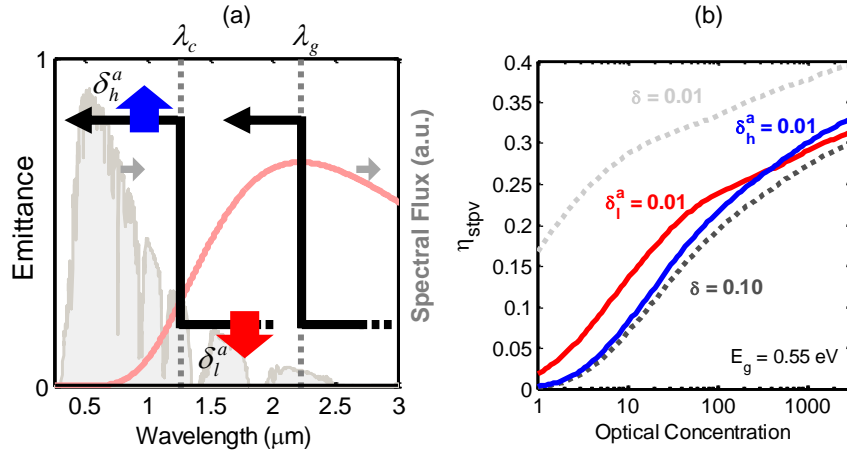 (a)
(b)
λc
λg
1
δhᵃ
δlᵃ
0
0.5
1
1.5
2
2.5
3
Emittance
Wavelength (μm)
Spectral Flux (a.u.)
0.4
0.35
0.3
0.25
0.2
0.15
0.1
0.05
0
ηstpv
δ = 0.01
δhᵃ = 0.01
δlᵃ = 0.01
δ = 0.10
Eg = 0.55 eV
1
10
100
1000
Optical Concentration